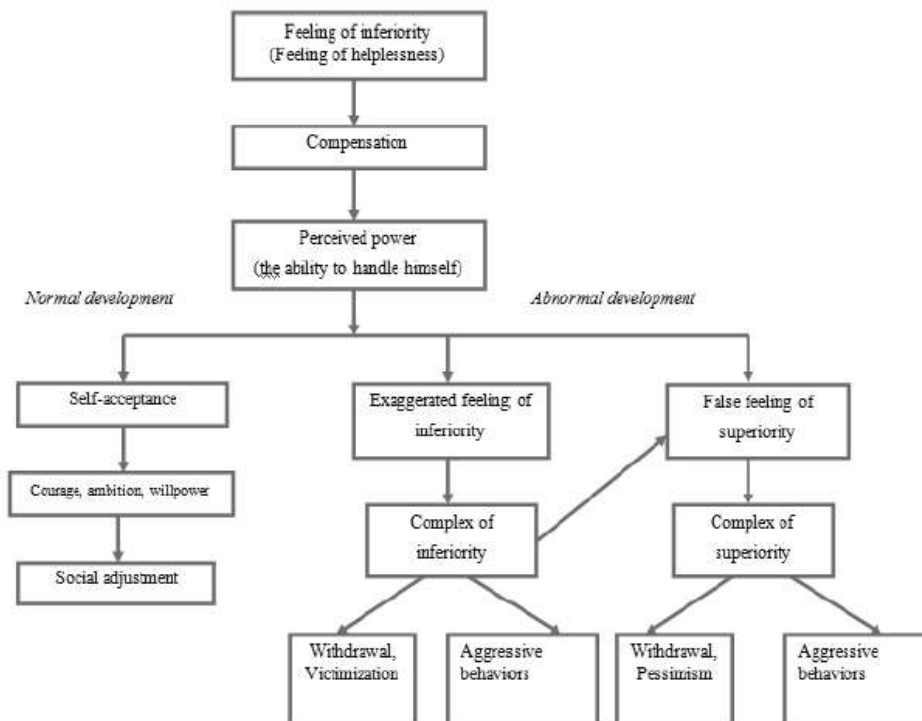 Feeling of inferiority
(Feeling of helplessness)
Compensation
Perceived power
(the ability to handle himself)
Normal development
Abnormal development
Self-acceptance
Exaggerated feeling of
inferiority
False feeling of
superiority
Courage, ambition, willpower
Complex of
inferiority
Complex of
superiority
Social adjustment
Withdrawal,
Victimization
Aggressive
behaviors
Withdrawal,
Pessimism
Aggressive
behaviors